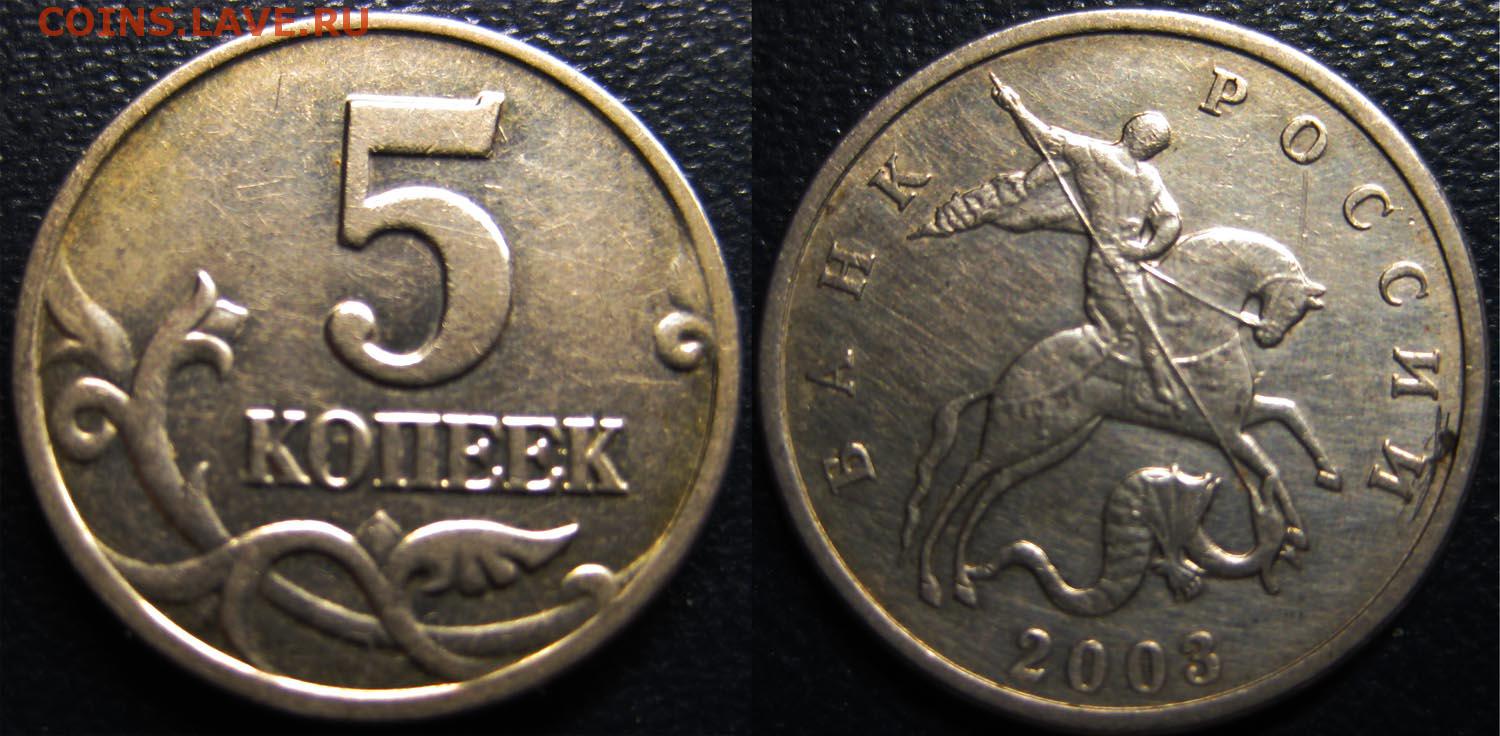 COINS.LAVE.RU
5
КОПЕЕК
БАНК РОССИИ
2003